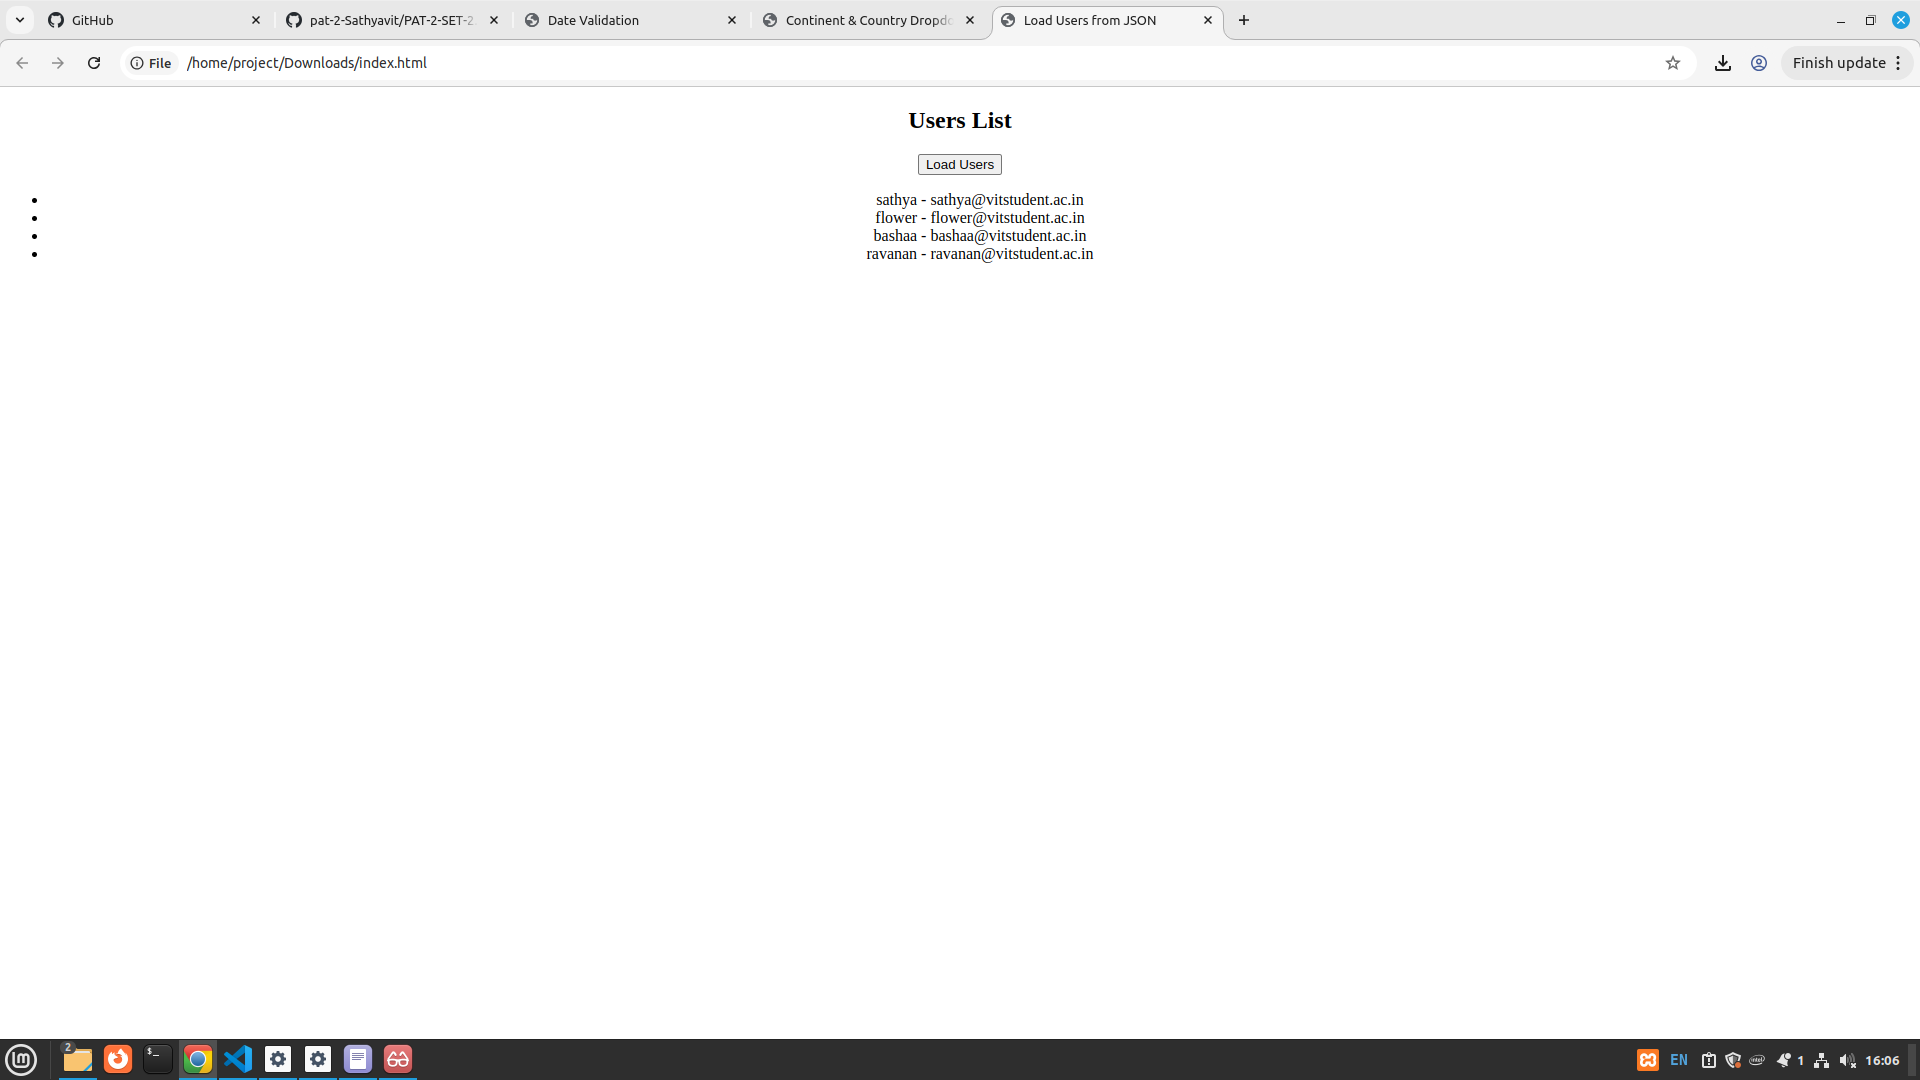 GitHub
pat-2-Sathyavit/PAT-2-SET-2
Date Validation
Continent & Country Dropdo
Load Users from JSON
File
/home/project/Downloads/index.html
Finish update
Users List
Load Users
sathya - sathya@vitstudent.ac.in
flower - flower@vitstudent.ac.in
bashaa - bashaa@vitstudent.ac.in
ravanan - ravanan@vitstudent.ac.in
2
$_
EN
1
16:06